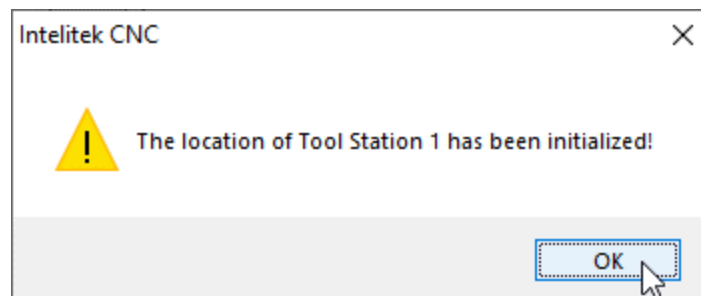 Intelitek CNC
The location of Tool Station 1 has been initialized!
OK